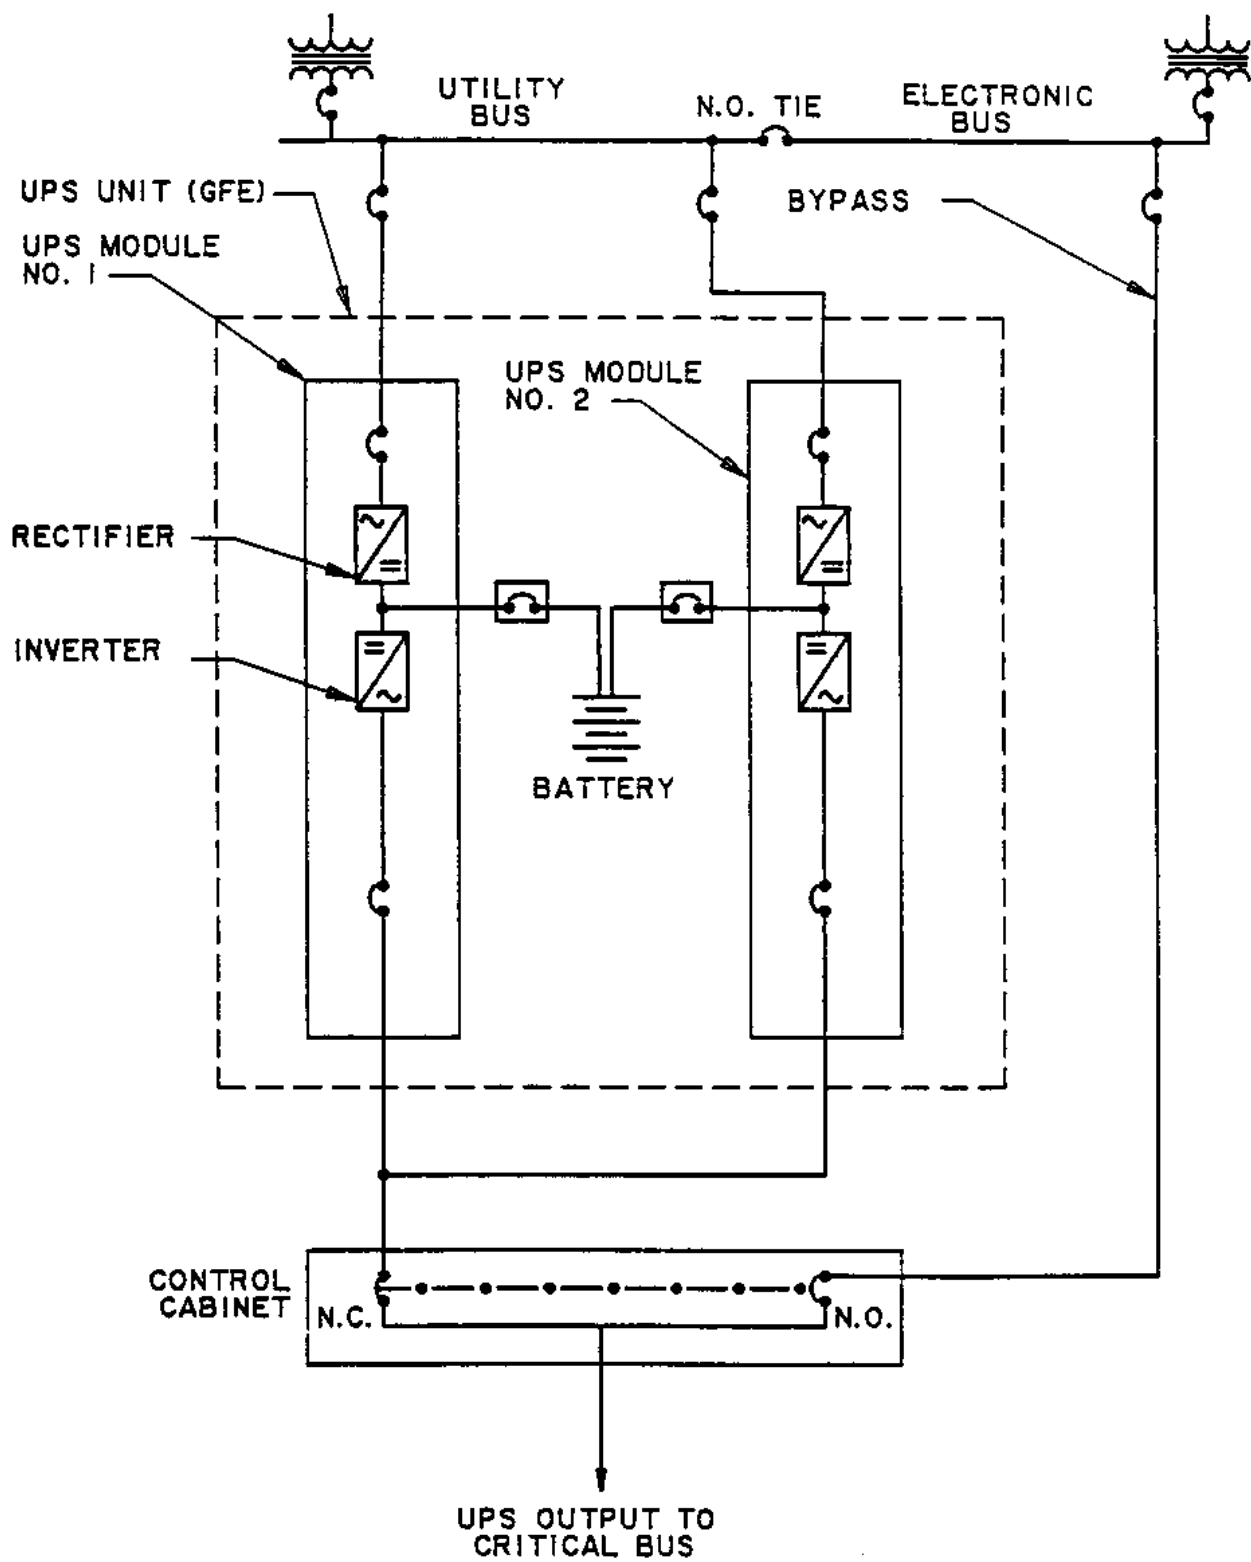 UTILITY
BUS
N.O. TIE
ELECTRONIC
BUS
UPS UNIT (GFE)
BYPASS
UPS MODULE
NO. 1
UPS MODULE
NO. 2
RECTIFIER
INVERTER
BATTERY
CONTROL
CABINET
N.C.
N.O.
UPS OUTPUT TO
CRITICAL BUS